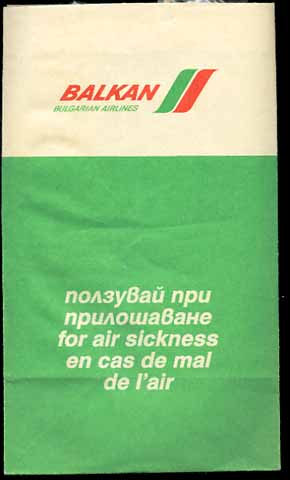 BALKAN
BULGARIAN AIRLINES
ползувай при
прилошаване
for air sickness
en cas de mal
de l'air